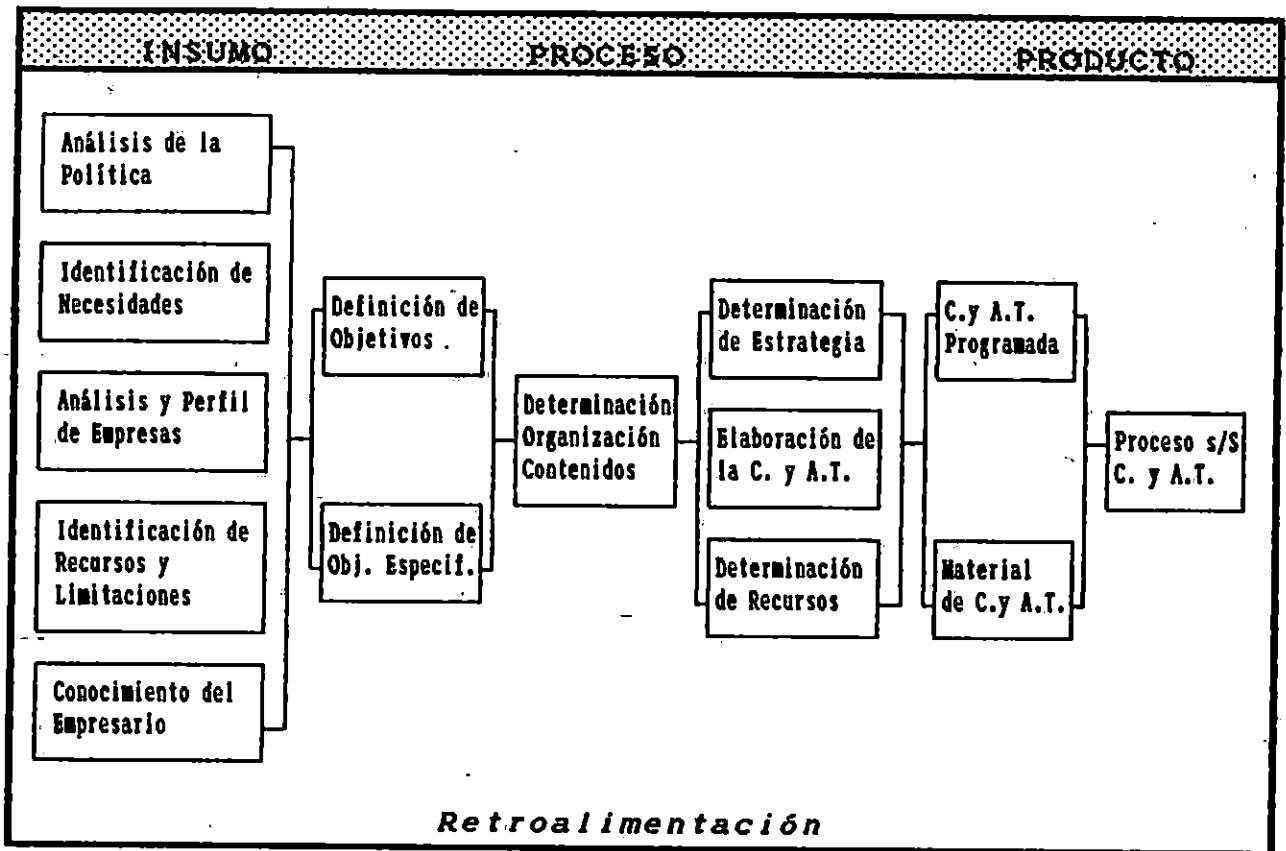 INSUMO PROCESO PRODUCTO
Análisis de la
Política
Identificación de
Necesidades
Análisis y Perfil
de Empresas
Identificación de
Recursos y
Limitaciones
Conocimiento del
Empresario
Definición de
Objetivos .
Definición de
Obj. Especif.
Determinación
Organización
Contenidos
Determinación
de Estrategia
Elaboración de
la C. y A.T.
Determinación
de Recursos
C.y A.T.
Programada
Material
de C.y A.T.
Proceso s/S
C. y A.T.
Retroalimentación